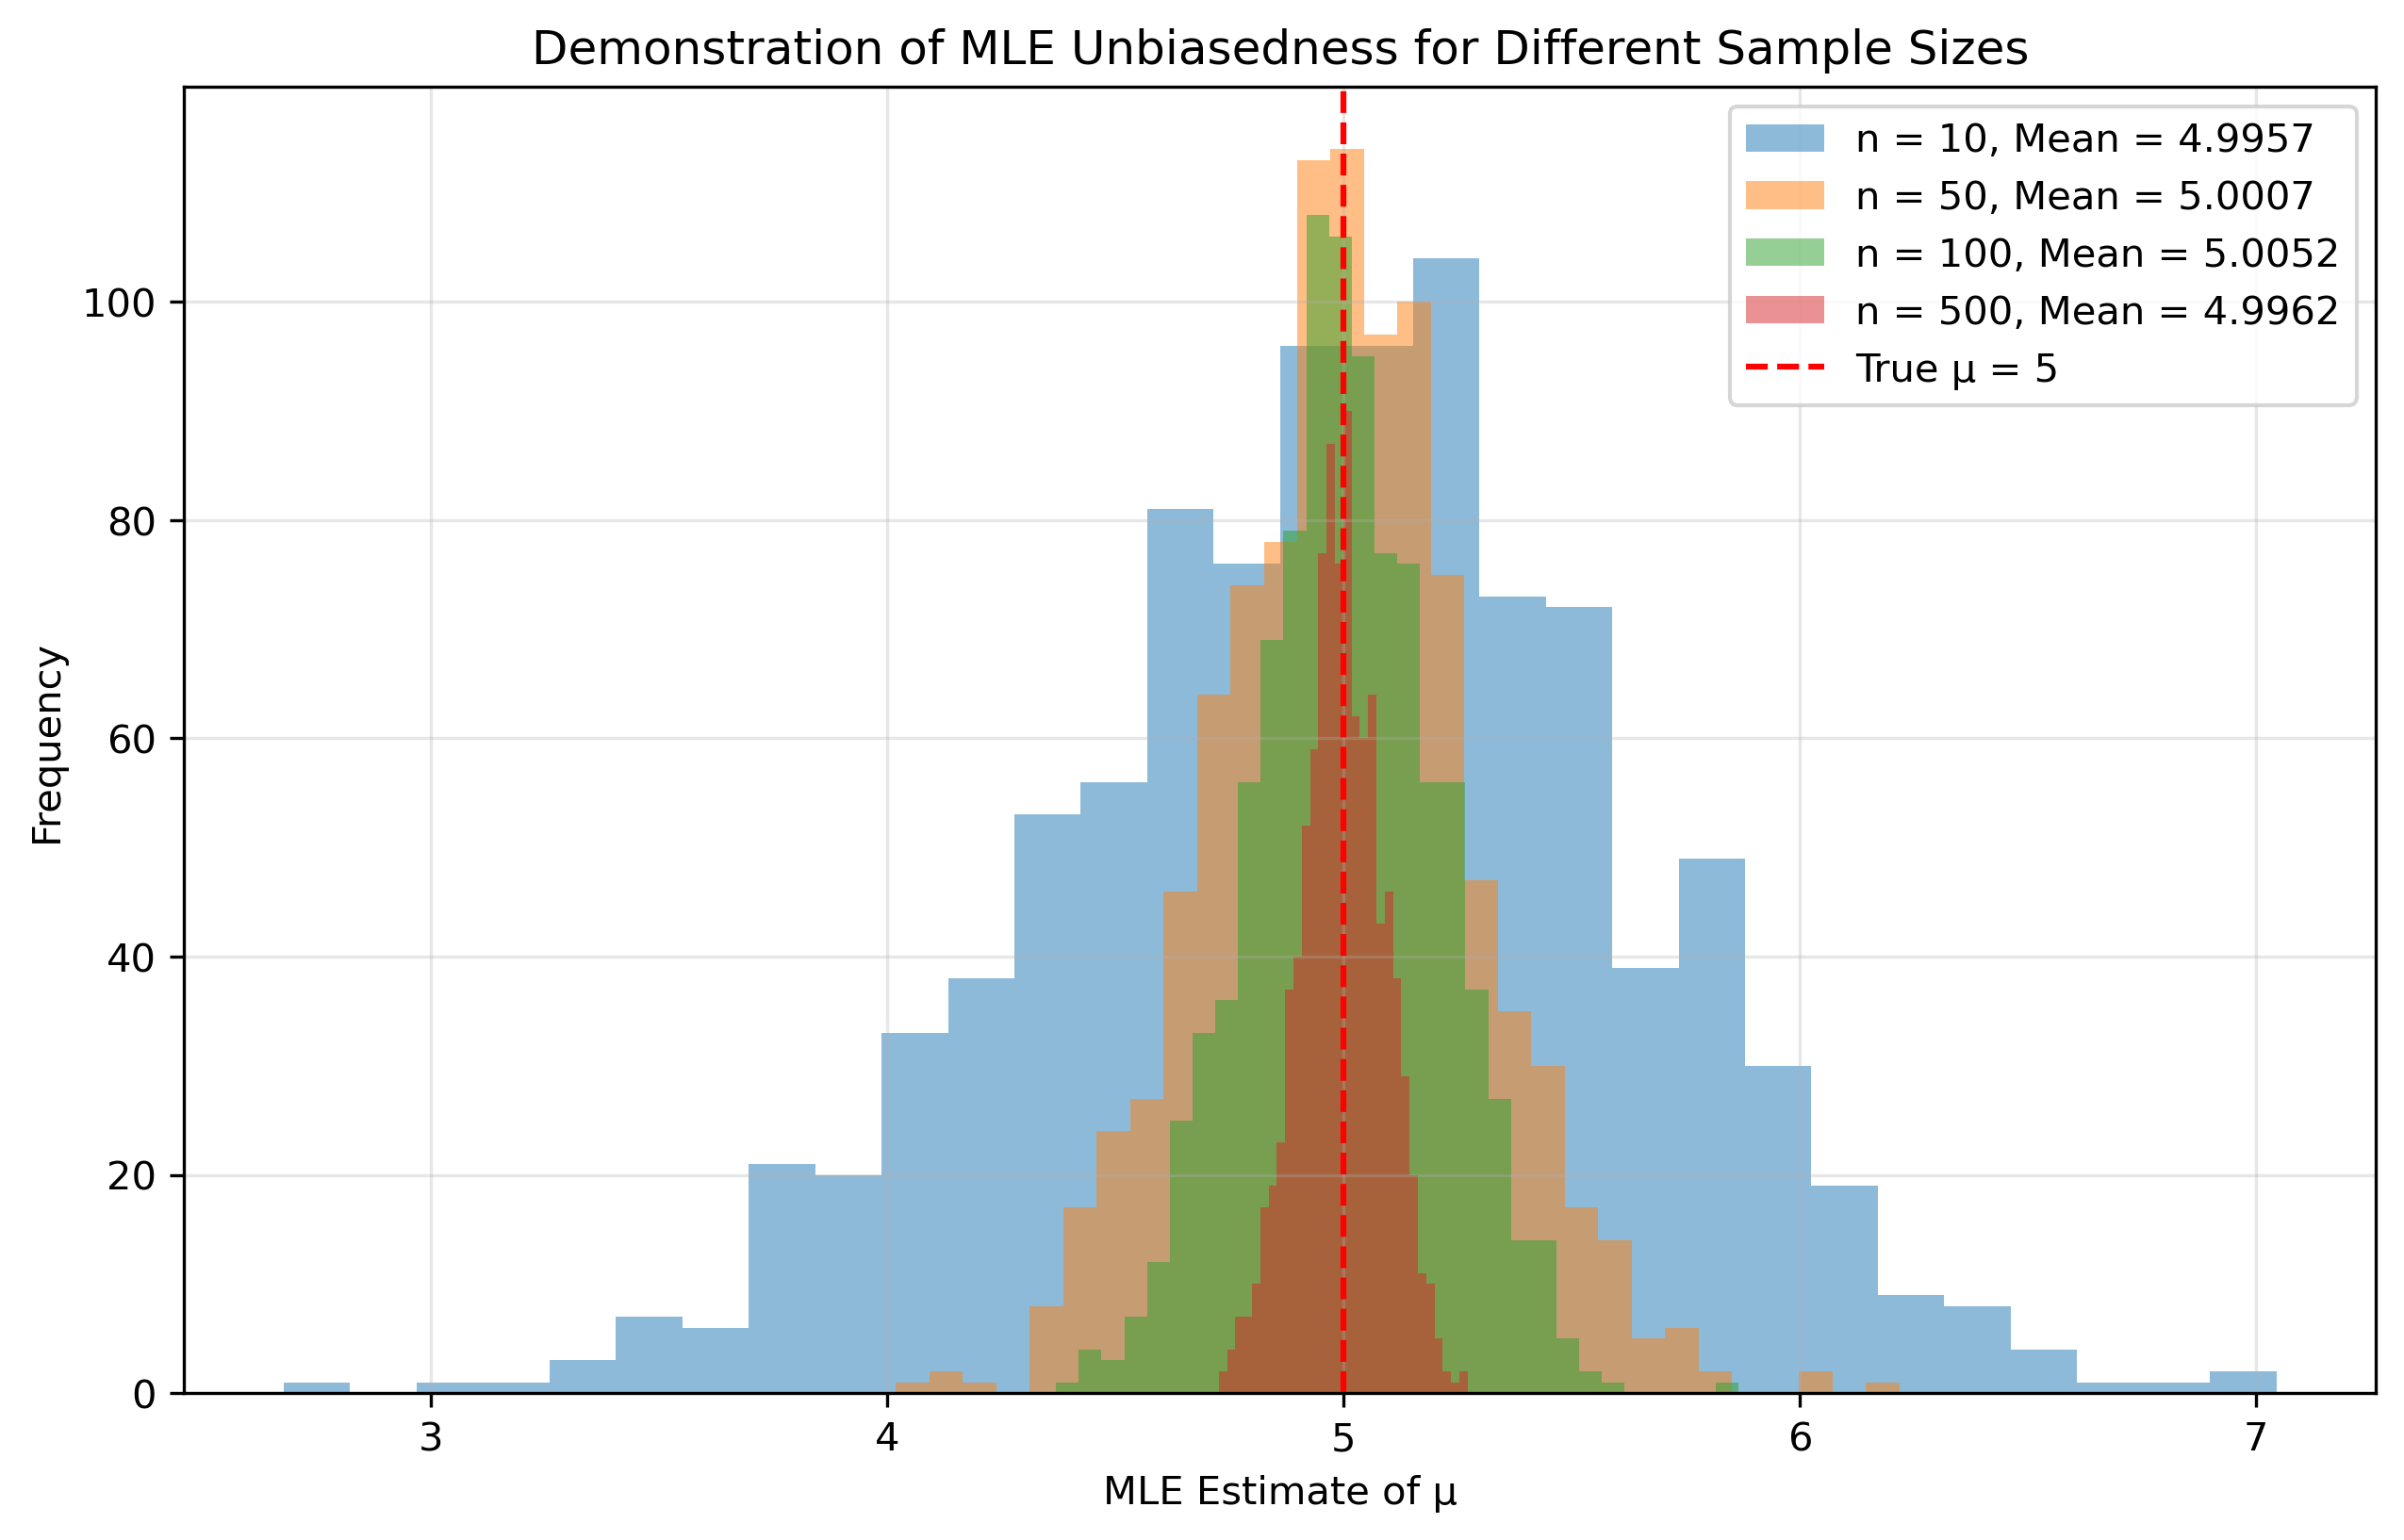 Demonstration of MLE Unbiasedness for Different Sample Sizes
n = 10, Mean = 4.9957
n = 50, Mean = 5.0007
n = 100, Mean = 5.0052
n = 500, Mean = 4.9962
True μ = 5
Frequency
100
80
60
40
20
0
3 4 5 6 7
MLE Estimate of μ